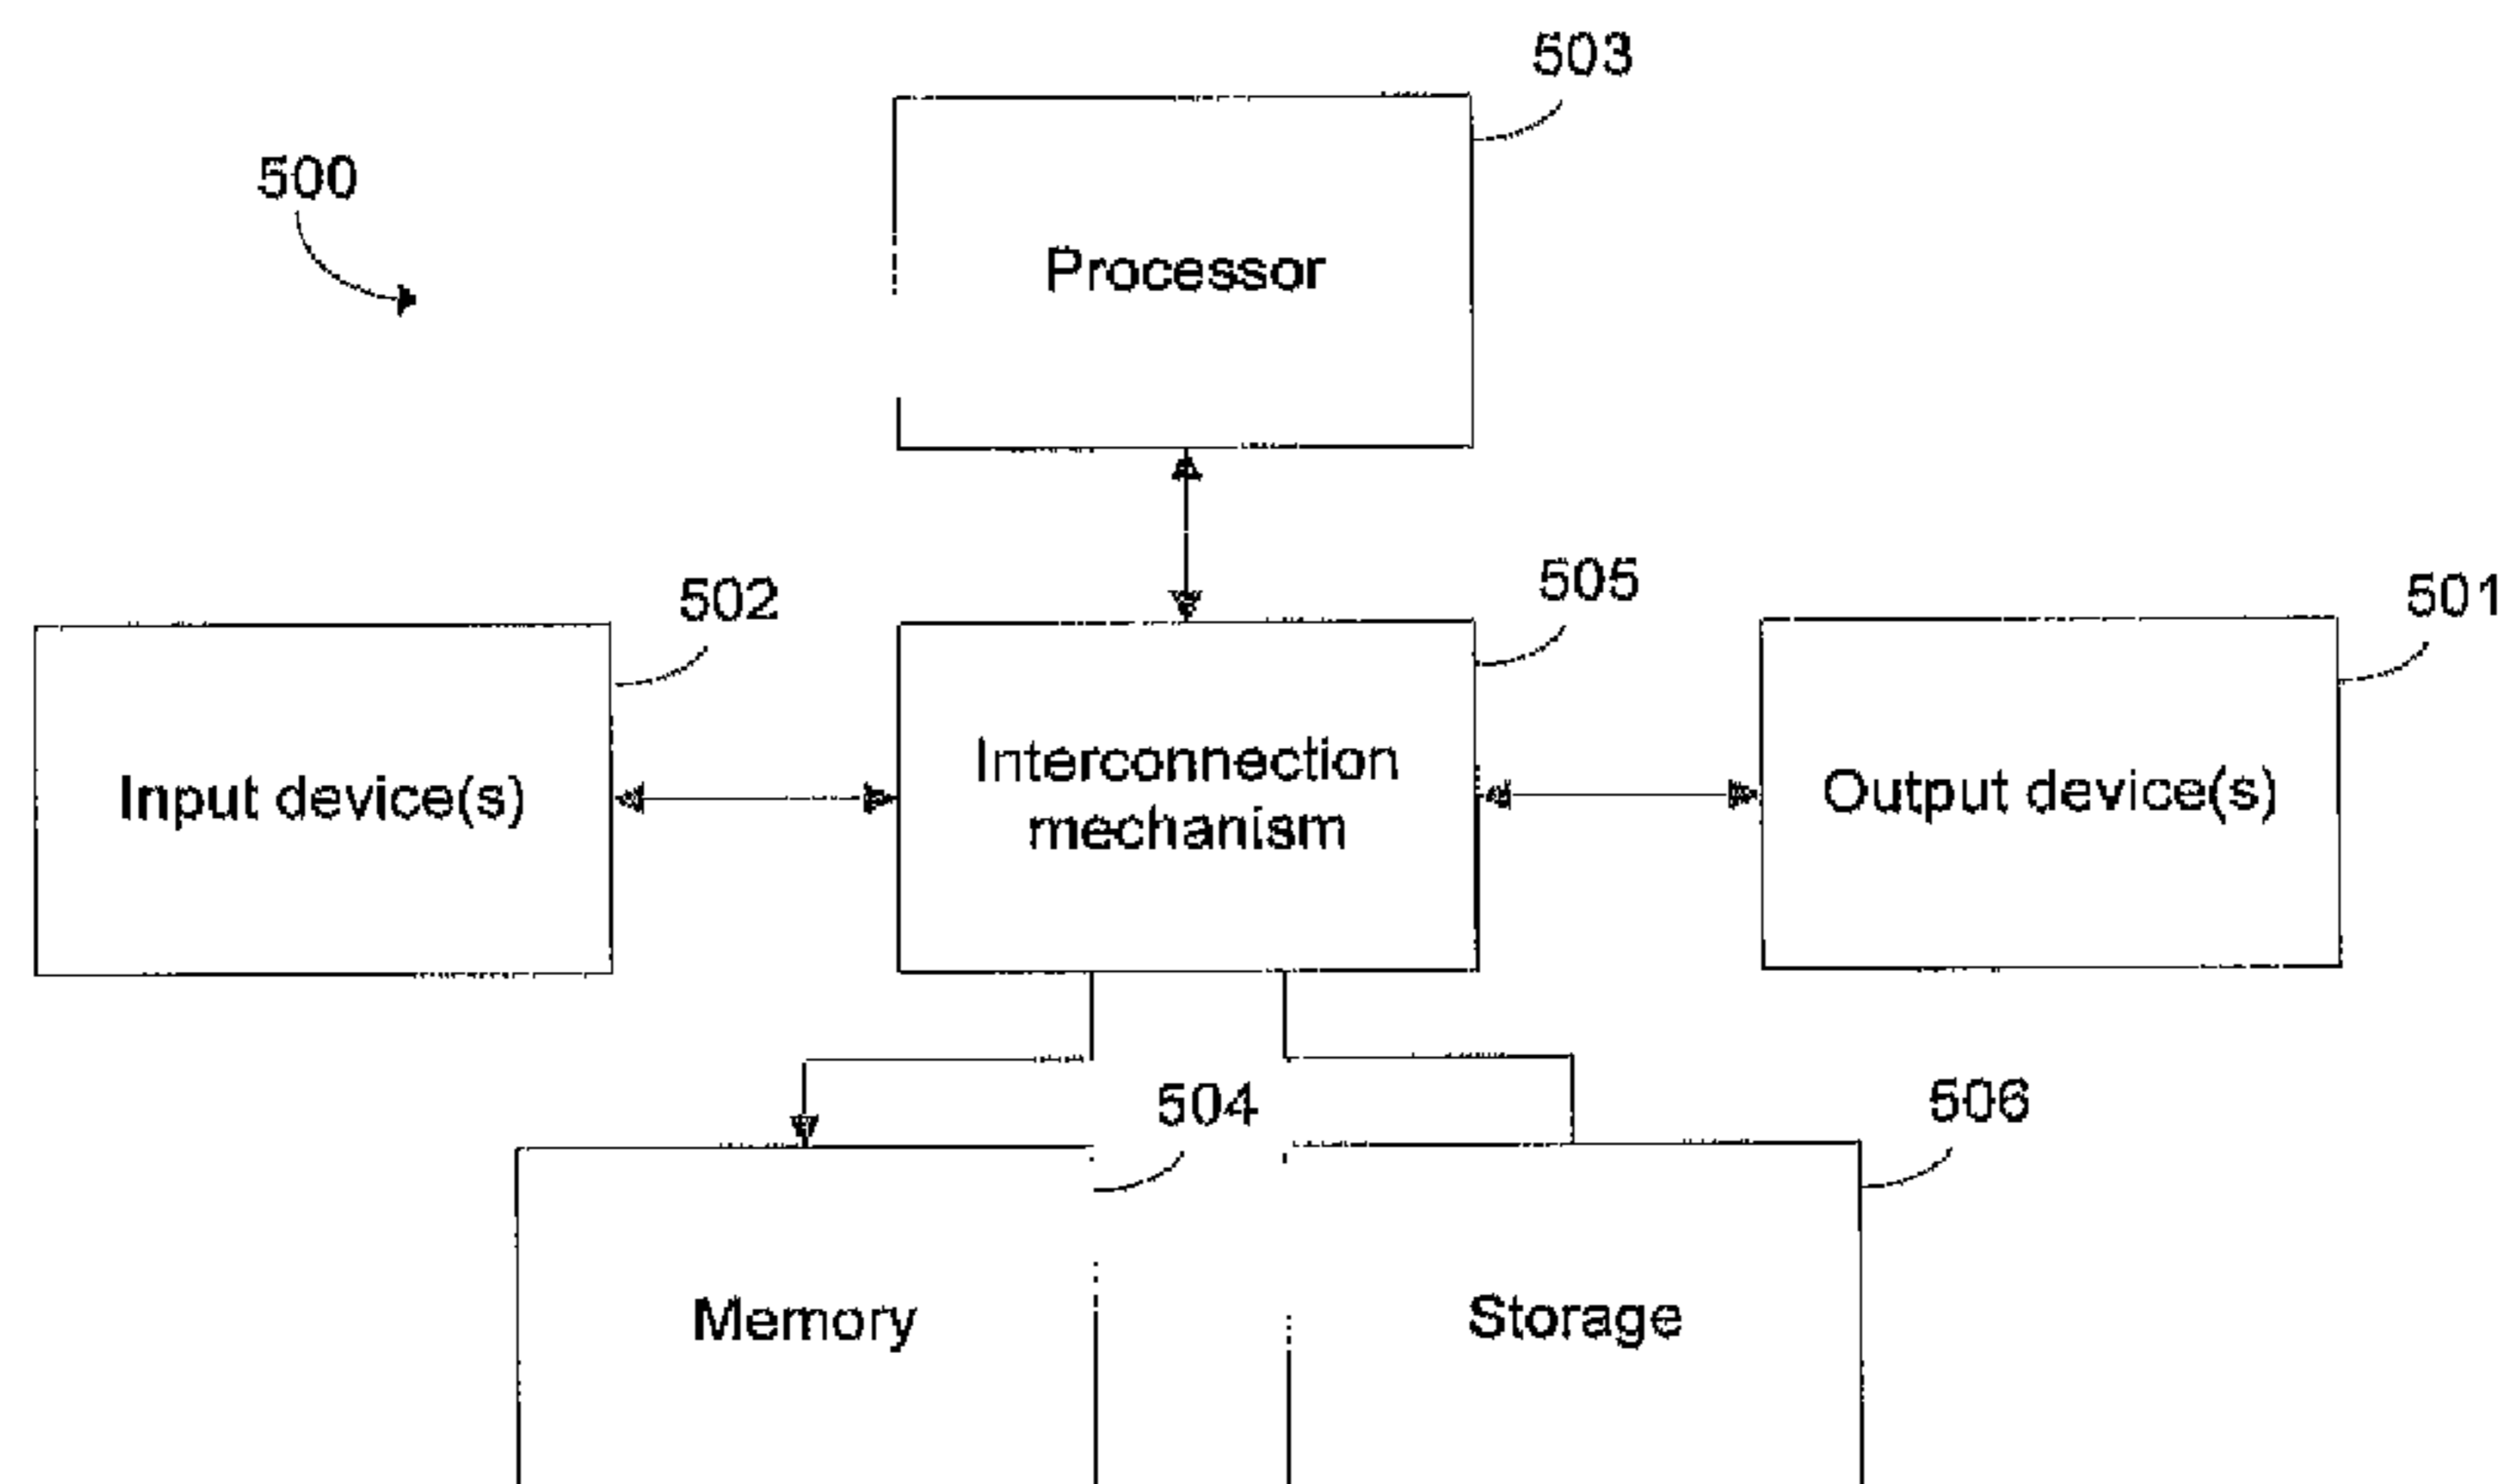 503
500
Processor
502
505
501
Input device(s)
Interconnection
mechanism
Output device(s)
504
506
Memory
Storage